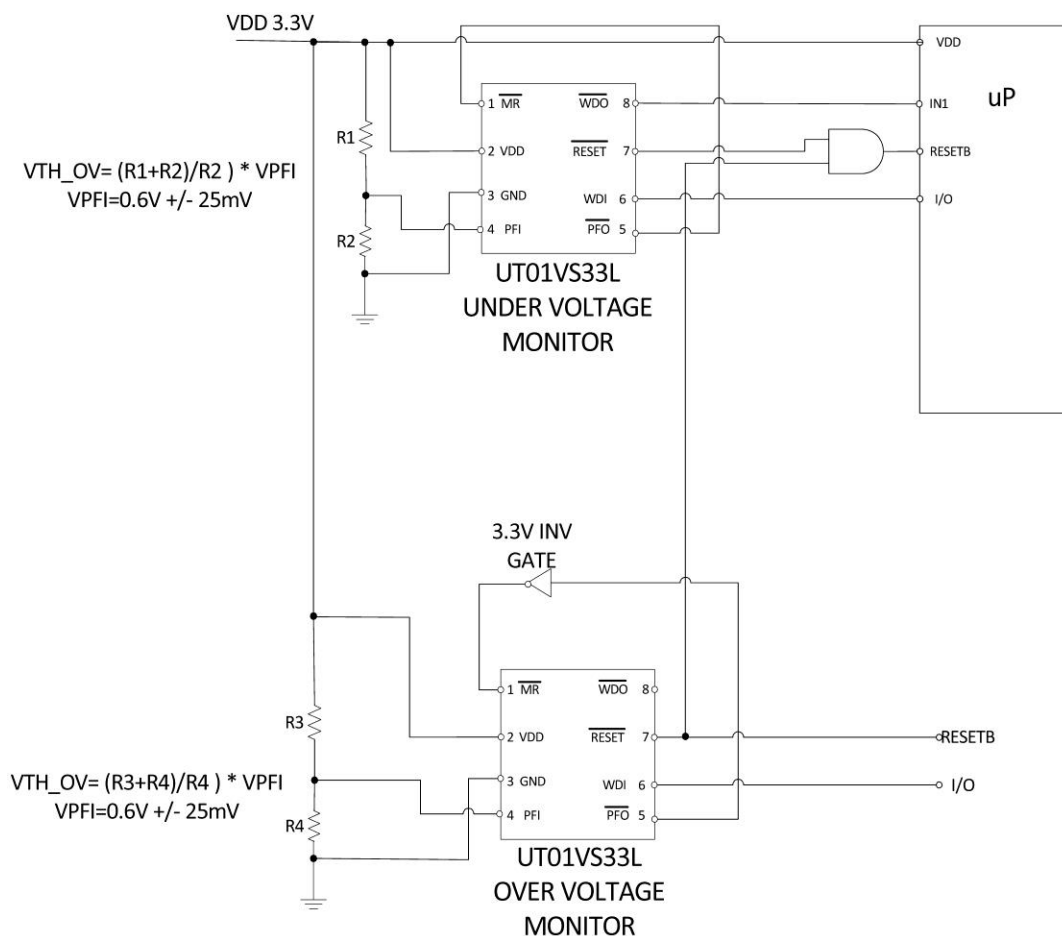 VDD 3.3V
VDD
1 MR
WDO 8
IN1
uP
R1
2 VDD
RESET 7
RESETB
VTH_OV= (R1+R2)/R2 ) * VPFI
VPFI=0.6V +/- 25mV
3 GND
WDI 6
I/O
R2
4 PFI
PFO 5
UT01VS33L
UNDER VOLTAGE
MONITOR
3.3V INV
GATE
1 MR
WDO 8
R3
2 VDD
RESET 7
RESETB
VTH_OV= (R3+R4)/R4 ) * VPFI
VPFI=0.6V +/- 25mV
3 GND
WDI 6
I/O
R4
4 PFI
PFO 5
UT01VS33L
OVER VOLTAGE
MONITOR